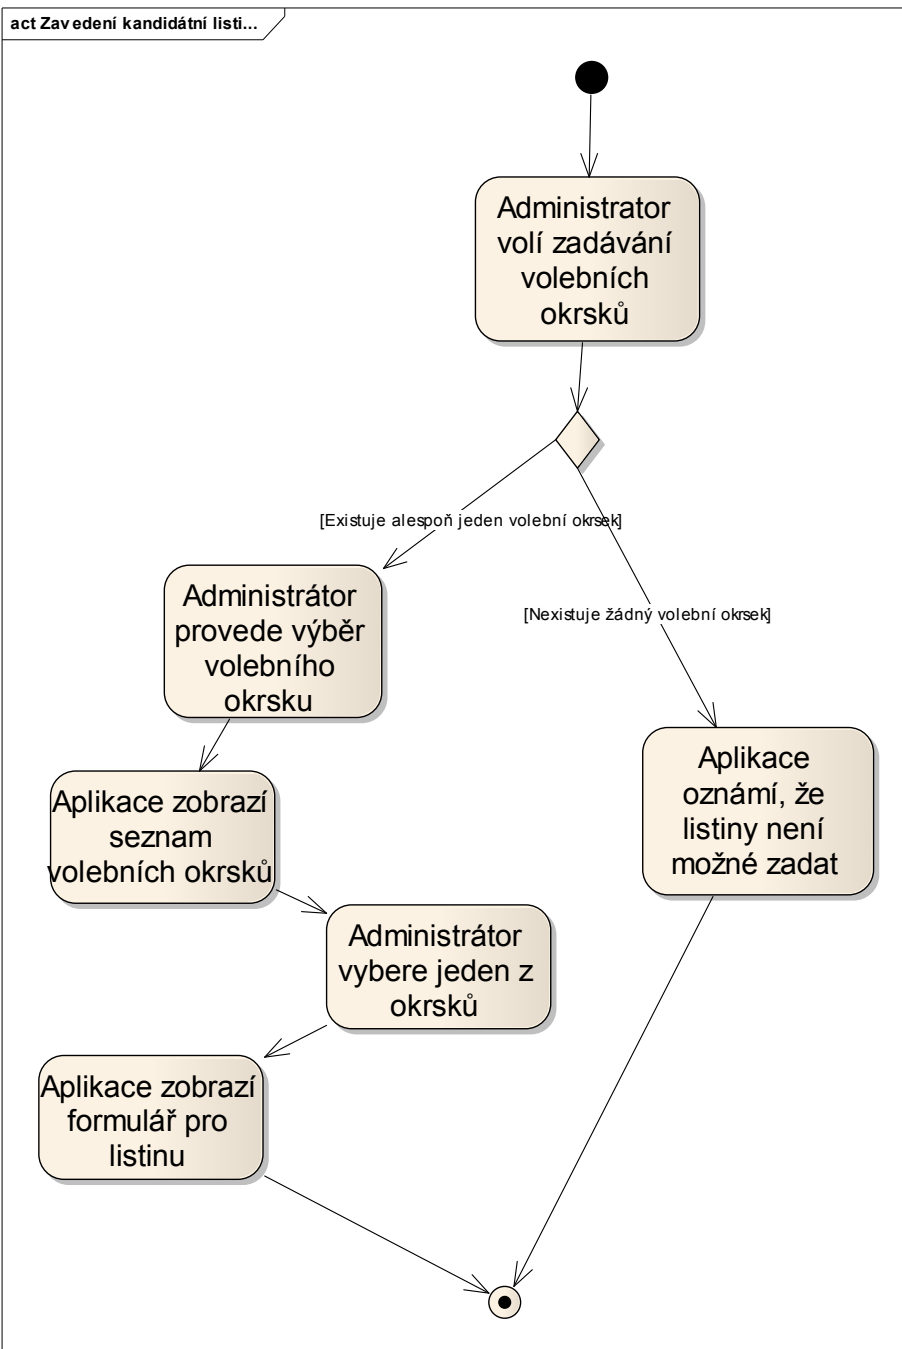 act Zavedení kandidátní listi...
Administrator
volí zadávání
volebních
okrsků
[Existuje alespoň jeden volební okrsek]
[Nexistuje žádný volební okrsek]
Administrátor
provede výběr
volebního
okrsku
Aplikace
oznámí, že
listiny není
možné zadat
Aplikace zobrazí
seznam
volebních okrsků
Administrátor
vybere jeden z
okrsků
Aplikace zobrazí
formulář pro
listinu